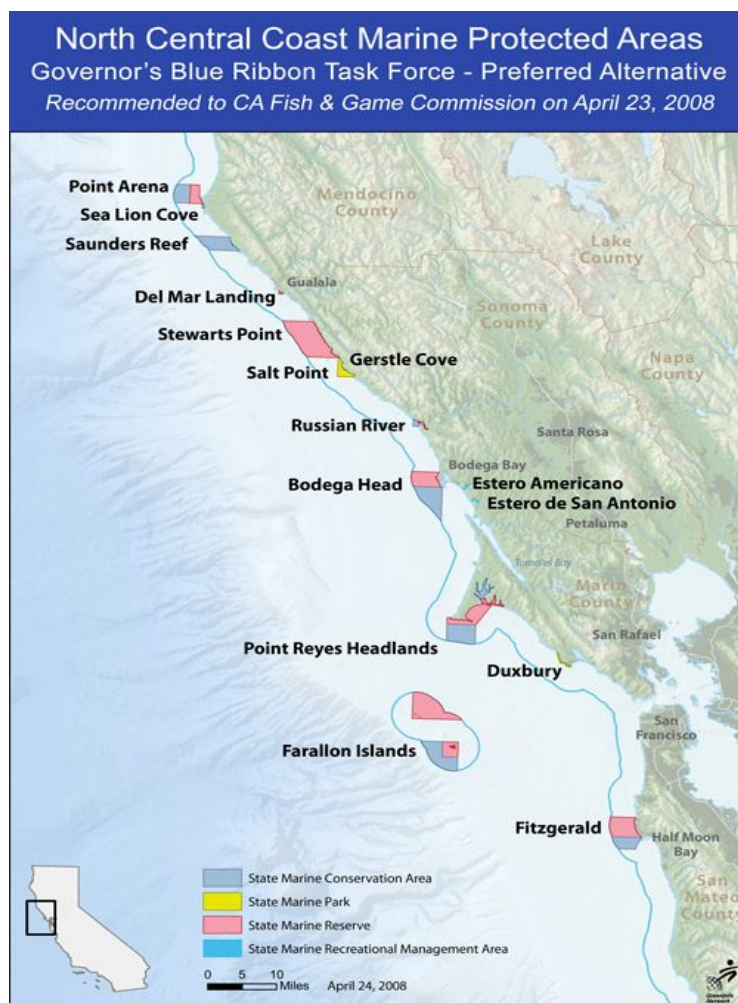 North Central Coast Marine Protected Areas
Governor's Blue Ribbon Task Force - Preferred Alternative
Recommended to CA Fish & Game Commission on April 23, 2008
Point Arena
Mendocino
County
Sea Lion Cove
Saunders Reef
Lake
County
Gualala
Del Mar Landing
Sonoma
County
Stewarts Point
Gerstle Cove
Salt Point
Napa
County
Russian River
Santa Rosa
Bodega Bay
Bodega Head
Estero Americano
Estero de San Antonio
Petaluma
Tomales Bay
Marin
County
San Rafael
Point Reyes Headlands
Duxbury
San
Francisco
Farallon Islands
Fitzgerald
Half Moon
Bay
San
Mateo
County
State Marine Conservation Area
State Marine Park
State Marine Reserve
State Marine Recreational Management Area
0 5 10
Miles April 24, 2008
GreenInfo
Network